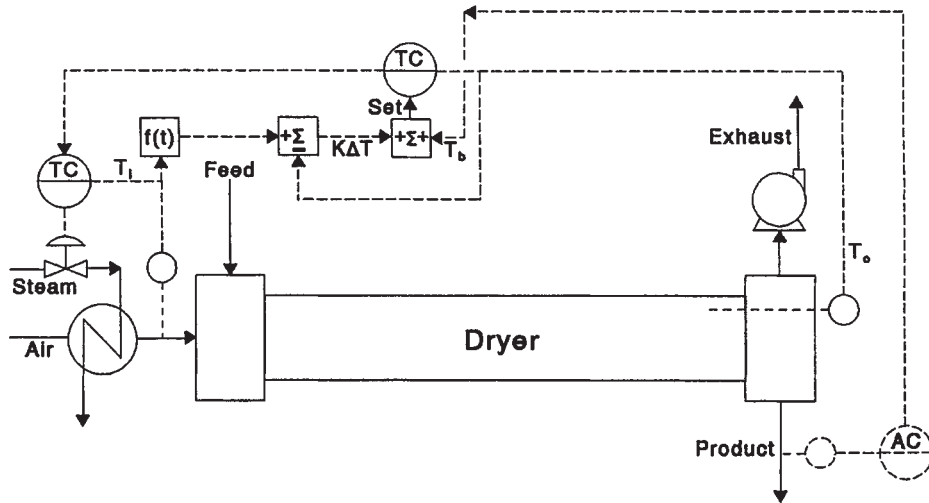 TC
Set
f(t)
+Σ
-
KΔT
+Σ+
T_b
Exhaust
TC
T_i
Feed
T_o
Steam
Air
Dryer
Product
AC